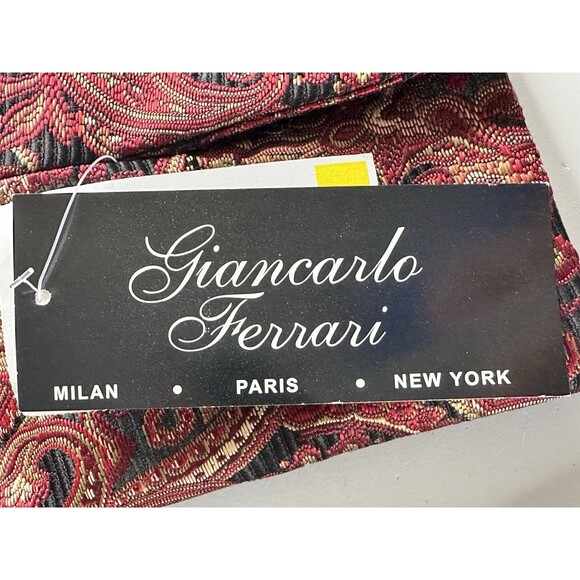 Giancarlo
Ferrari
MILAN • PARIS • NEW YORK